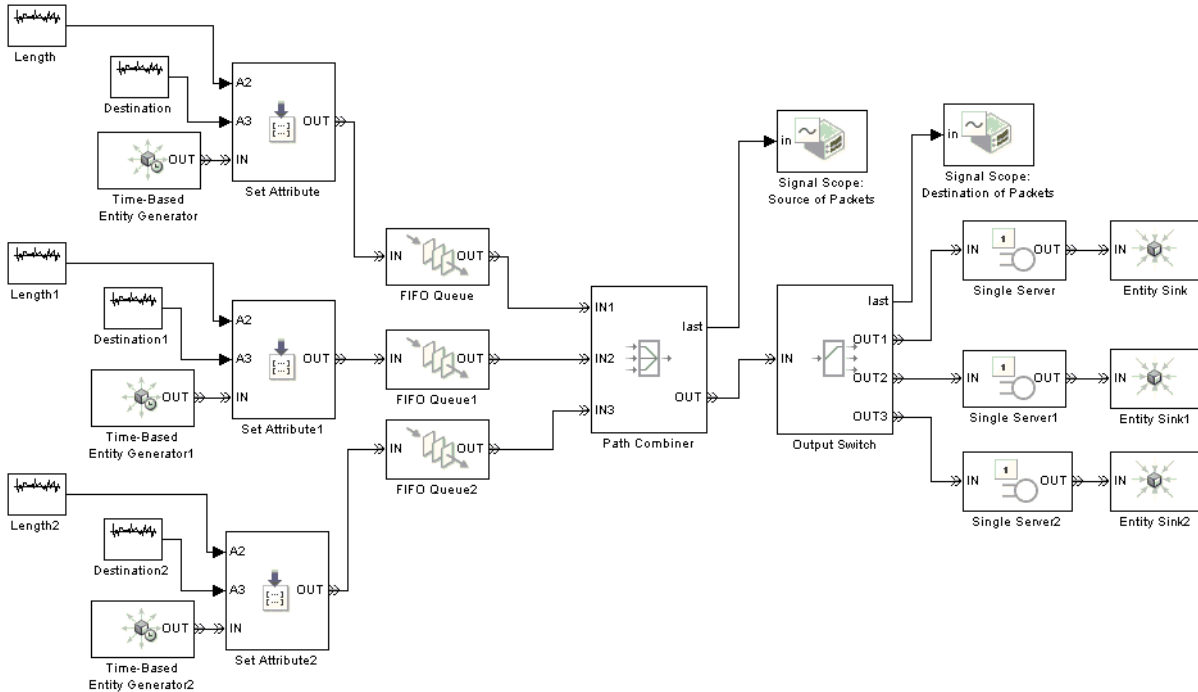 Length
Destination
A2
A3
OUT
IN
OUT
Set Attribute
Time-Based
Entity Generator
Length1
Destination1
A2
A3
OUT
IN
OUT
Set Attribute1
Time-Based
Entity Generator1
Length2
Destination2
A2
A3
OUT
IN
OUT
Set Attribute2
Time-Based
Entity Generator2
IN
OUT
FIFO Queue
IN
OUT
FIFO Queue1
IN
OUT
FIFO Queue2
IN1
IN2
IN3
last
OUT
Path Combiner
in
Signal Scope:
Source of Packets
in
Signal Scope:
Destination of Packets
IN
last
OUT1
OUT2
OUT3
Output Switch
IN
1
OUT
Single Server
IN
Entity Sink
IN
1
OUT
Single Server1
IN
Entity Sink1
IN
1
OUT
Single Server2
IN
Entity Sink2